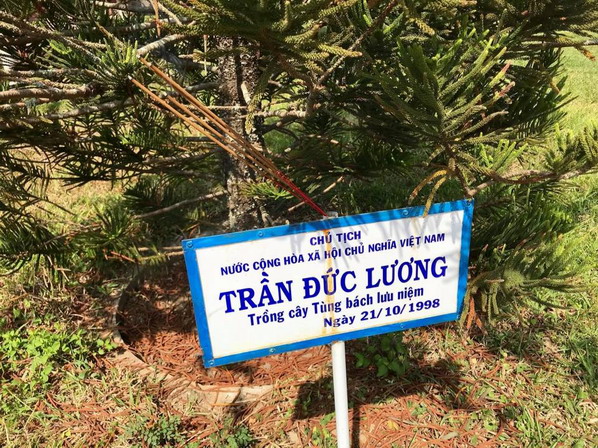 CHỦ TỊCH
NƯỚC CỘNG HÒA XÃ HỘI CHỦ NGHĨA VIỆT NAM
TRẦN ĐỨC LƯƠNG
Trồng cây Tùng bách lưu niệm
Ngày 21/10/1998